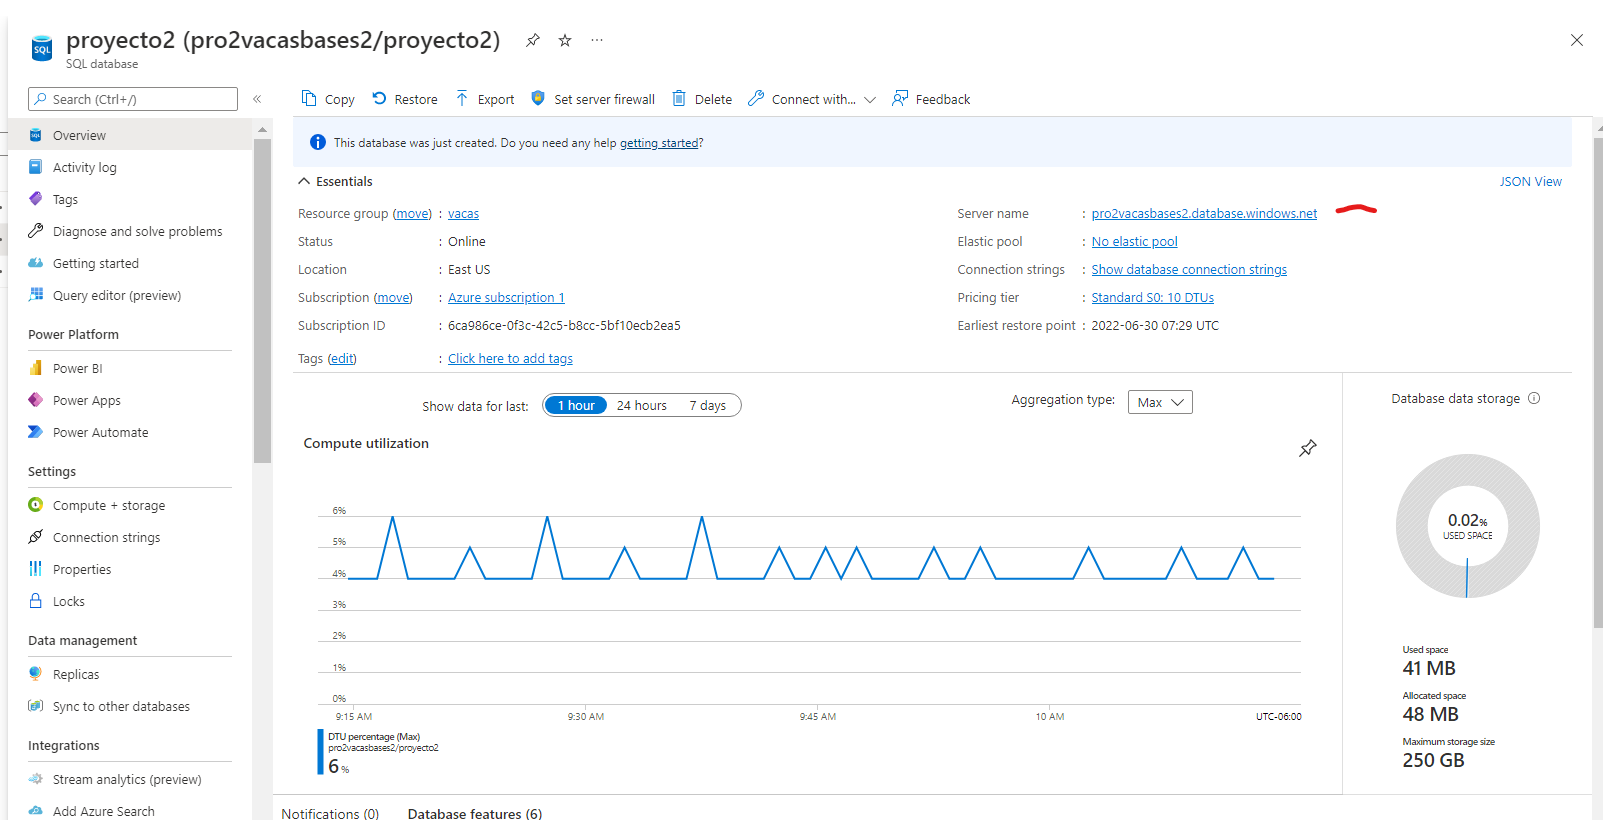 proyecto2 (pro2vacasbases2/proyecto2)
SQL database
Search (Ctrl+/)
Overview
Activity log
Tags
Diagnose and solve problems
Getting started
Query editor (preview)
Power Platform
Power BI
Power Apps
Power Automate
Settings
Compute + storage
Connection strings
Properties
Locks
Data management
Replicas
Sync to other databases
Integrations
Stream analytics (preview)
Add Azure Search
Copy Restore Export Set server firewall Delete Connect with... Feedback
This database was just created. Do you need any help getting started?
Essentials
JSON View
Resource group (move) : vacas
Status : Online
Location : East US
Subscription (move) : Azure subscription 1
Subscription ID : 6ca986ce-0f3c-42c5-b8cc-5bf10ecb2ea5
Tags (edit) : Click here to add tags
Server name : pro2vacasbases2.database.windows.net
Elastic pool : No elastic pool
Connection strings : Show database connection strings
Pricing tier : Standard S0: 10 DTUs
Earliest restore point : 2022-06-30 07:29 UTC
Show data for last: 1 hour 24 hours 7 days
Aggregation type: Max
Compute utilization
6%
5%
4%
3%
2%
1%
0%
9:15 AM 9:30 AM 9:45 AM 10 AM UTC-06:00
DTU percentage (Max)
pro2vacasbases2/proyecto2
6 %
Database data storage
0.02%
USED SPACE
Used space
41 MB
Allocated space
48 MB
Maximum storage size
250 GB
Notifications (0) Database features (6)